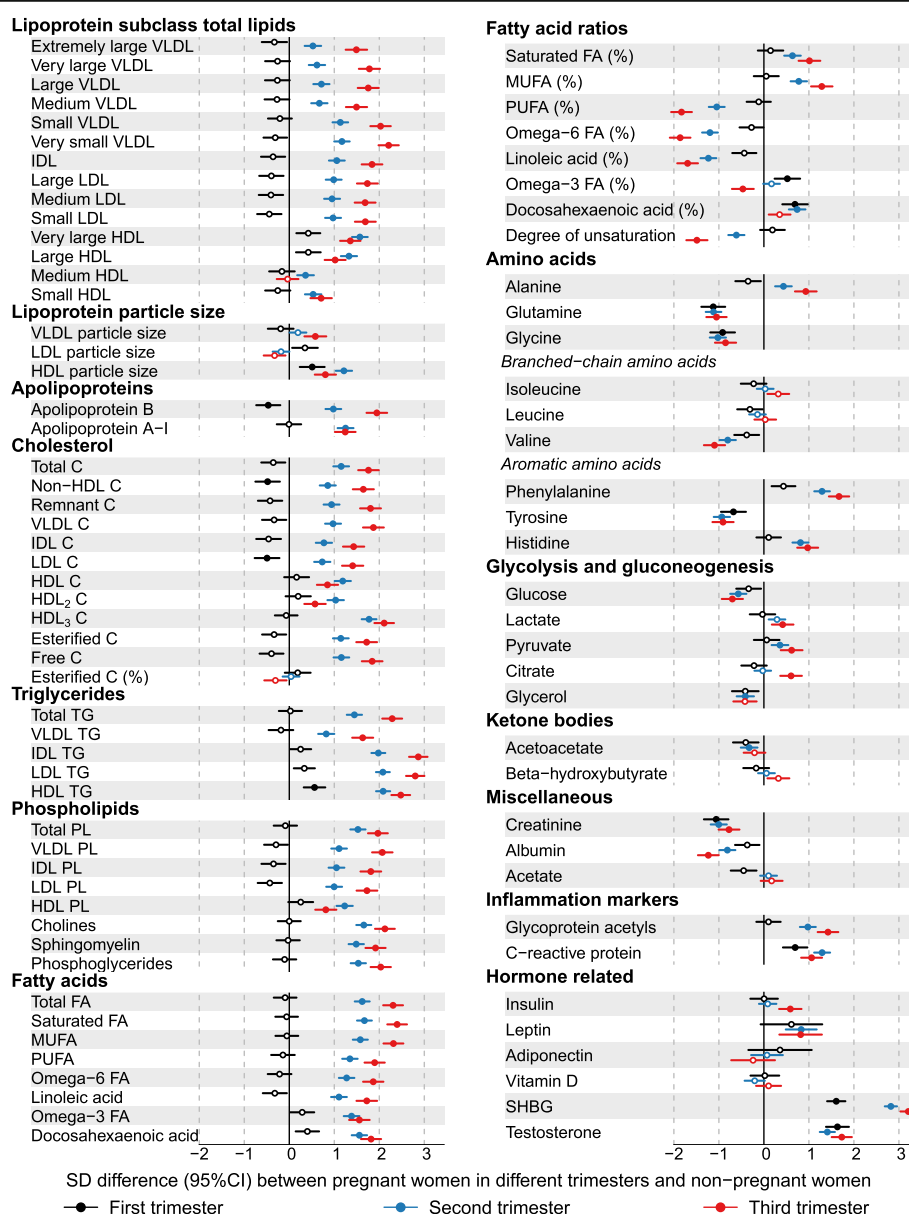 Lipoprotein subclass total lipids
Extremely large VLDL
Very large VLDL
Large VLDL
Medium VLDL
Small VLDL
Very small VLDL
IDL
Large LDL
Medium LDL
Small LDL
Very large HDL
Large HDL
Medium HDL
Small HDL
Lipoprotein particle size
VLDL particle size
LDL particle size
HDL particle size
Apolipoproteins
Apolipoprotein B
Apolipoprotein A−I
Cholesterol
Total C
Non−HDL C
Remnant C
VLDL C
IDL C
LDL C
HDL C
HDL₂ C
HDL₃ C
Esterified C
Free C
Esterified C (%)
Triglycerides
Total TG
VLDL TG
IDL TG
LDL TG
HDL TG
Phospholipids
Total PL
VLDL PL
IDL PL
LDL PL
HDL PL
Cholines
Sphingomyelin
Phosphoglycerides
Fatty acids
Total FA
Saturated FA
MUFA
PUFA
Omega−6 FA
Linoleic acid
Omega−3 FA
Docosahexaenoic acid
−2 −1 0 1 2 3
Fatty acid ratios
Saturated FA (%)
MUFA (%)
PUFA (%)
Omega−6 FA (%)
Linoleic acid (%)
Omega−3 FA (%)
Docosahexaenoic acid (%)
Degree of unsaturation
Amino acids
Alanine
Glutamine
Glycine
Branched−chain amino acids
Isoleucine
Leucine
Valine
Aromatic amino acids
Phenylalanine
Tyrosine
Histidine
Glycolysis and gluconeogenesis
Glucose
Lactate
Pyruvate
Citrate
Glycerol
Ketone bodies
Acetoacetate
Beta−hydroxybutyrate
Miscellaneous
Creatinine
Albumin
Acetate
Inflammation markers
Glycoprotein acetyls
C−reactive protein
Hormone related
Insulin
Leptin
Adiponectin
Vitamin D
SHBG
Testosterone
−2 −1 0 1 2 3
SD difference (95%CI) between pregnant women in different trimesters and non−pregnant women
First trimester Second trimester Third trimester